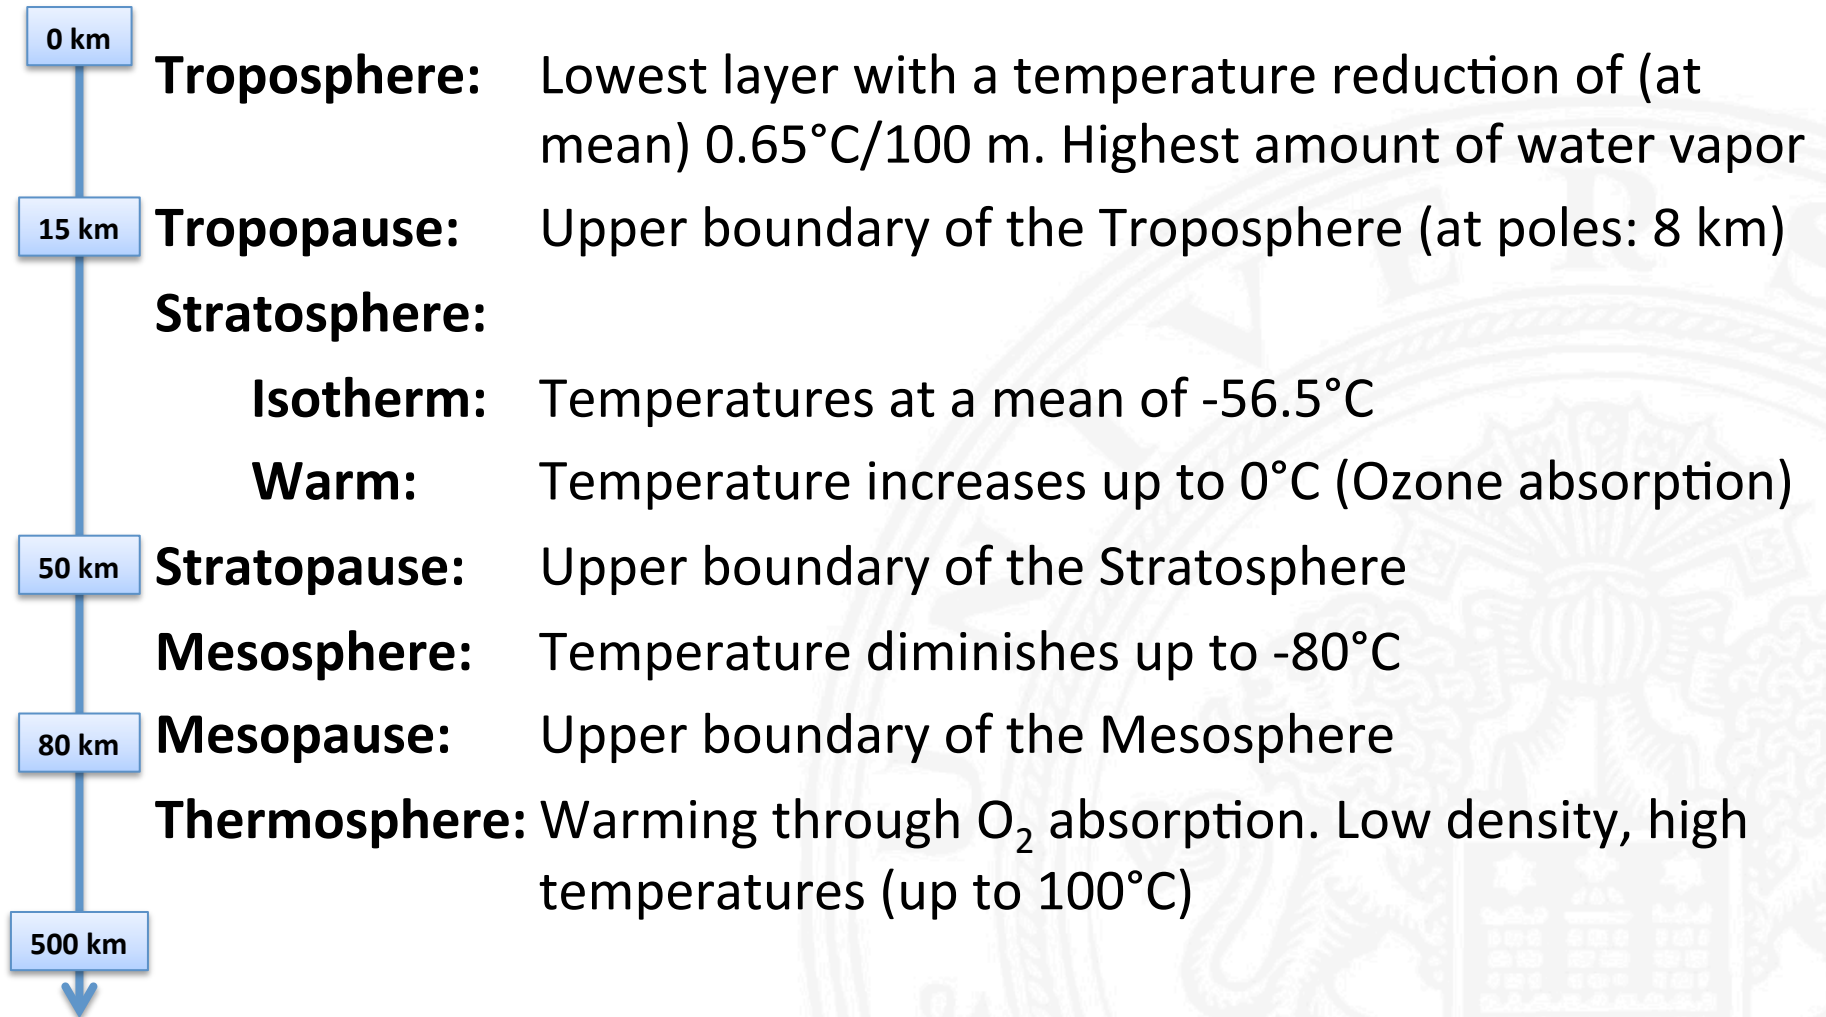 0 km
Troposphere: Lowest layer with a temperature reduction of (at
mean) 0.65°C/100 m. Highest amount of water vapor
15 km Tropopause: Upper boundary of the Troposphere (at poles: 8 km)
Stratosphere:
Isotherm: Temperatures at a mean of -56.5°C
Warm: Temperature increases up to 0°C (Ozone absorption)
50 km Stratopause: Upper boundary of the Stratosphere
Mesosphere: Temperature diminishes up to -80°C
80 km Mesopause: Upper boundary of the Mesosphere
Thermosphere: Warming through O₂ absorption. Low density, high
temperatures (up to 100°C)
500 km